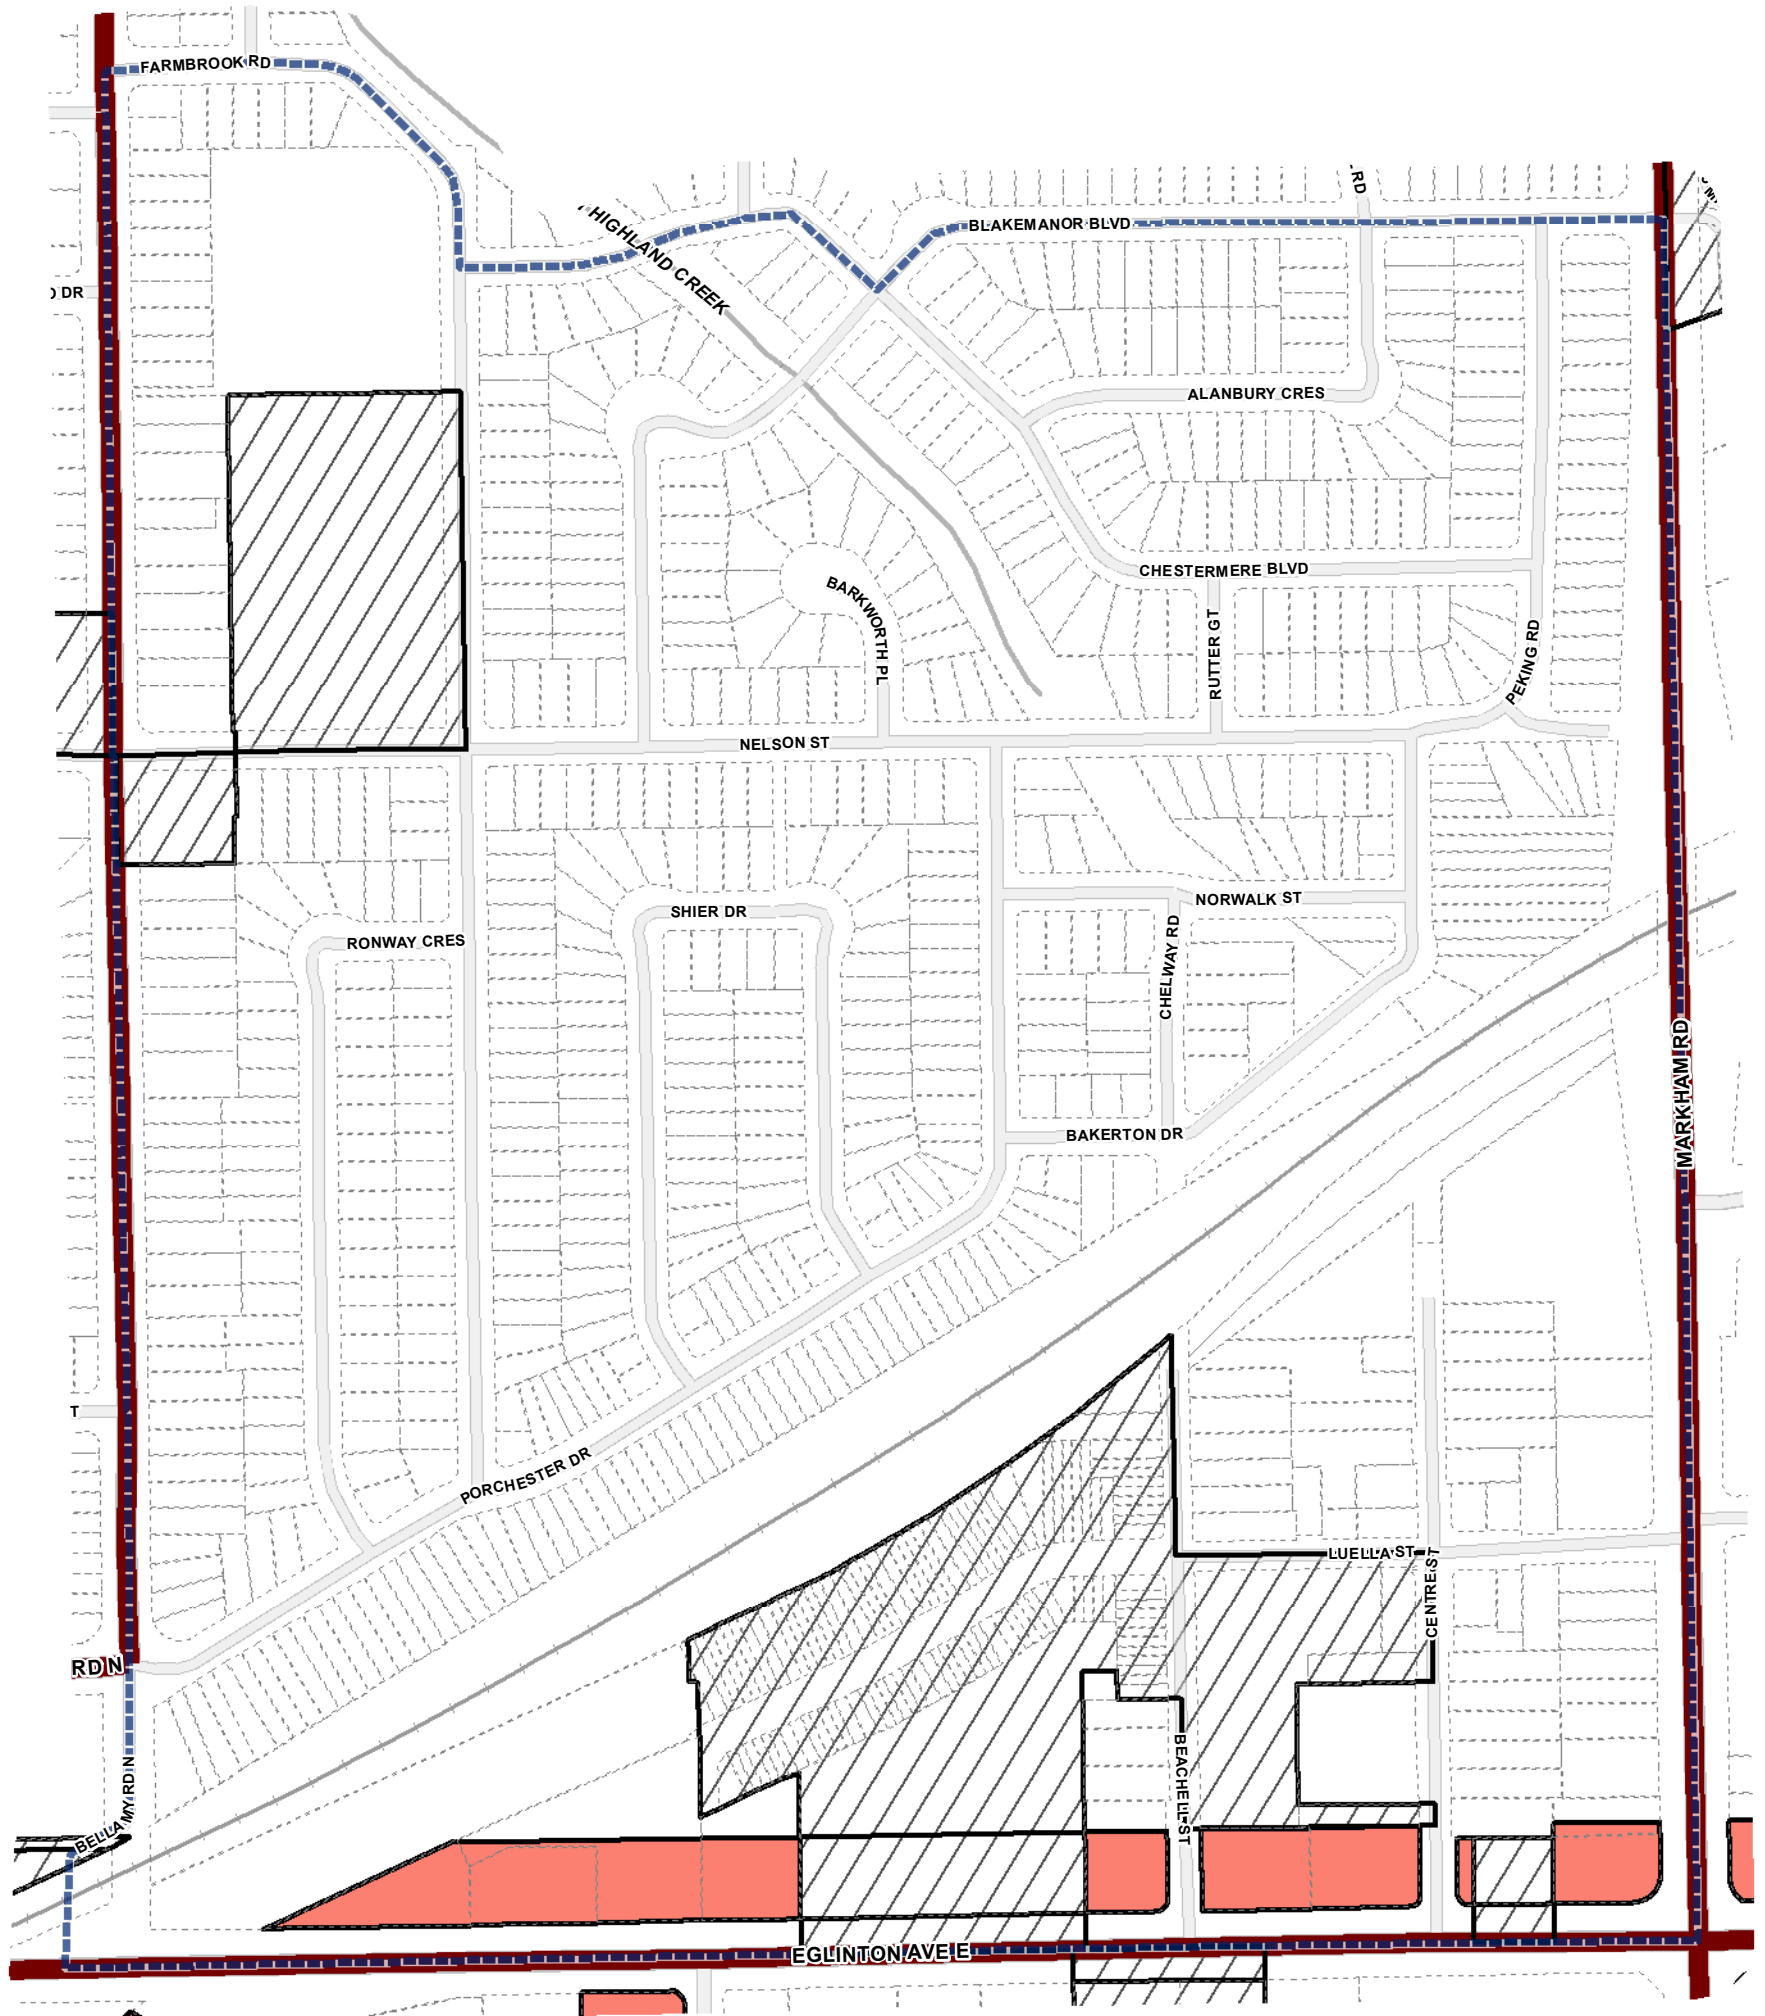 FARMBROOK RD
RD
HIGHLAND CREEK
BLAKEMANOR BLVD
DR
ALANBURY CRES
CHESTERMERE BLVD
BARKWORTH PL
RUTTER GT
PEKING RD
NELSON ST
NORWALK ST
SHIER DR
RONWAY CRES
CHELWAY RD
MARKHAM RD
BAKERTON DR
T
PORCHESTER DR
LUELLA ST
CENTRE ST
RD N
BELLAMY RD N
BEACHELL ST
EGLINTON AVE E